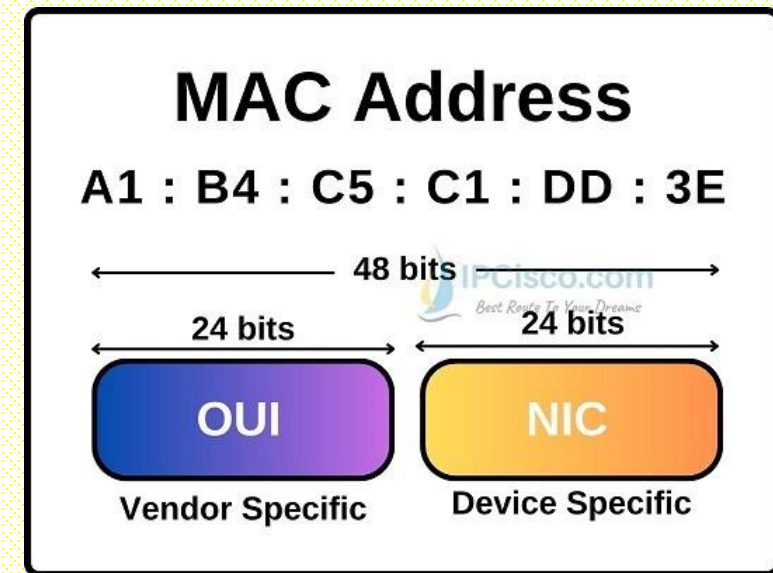 MAC Address
A1 : B4 : C5 : C1 : DD : 3E
48 bits
IPCisco.com
Best Route To Your Dreams
24 bits
24 bits
OUI
NIC
Vendor Specific
Device Specific